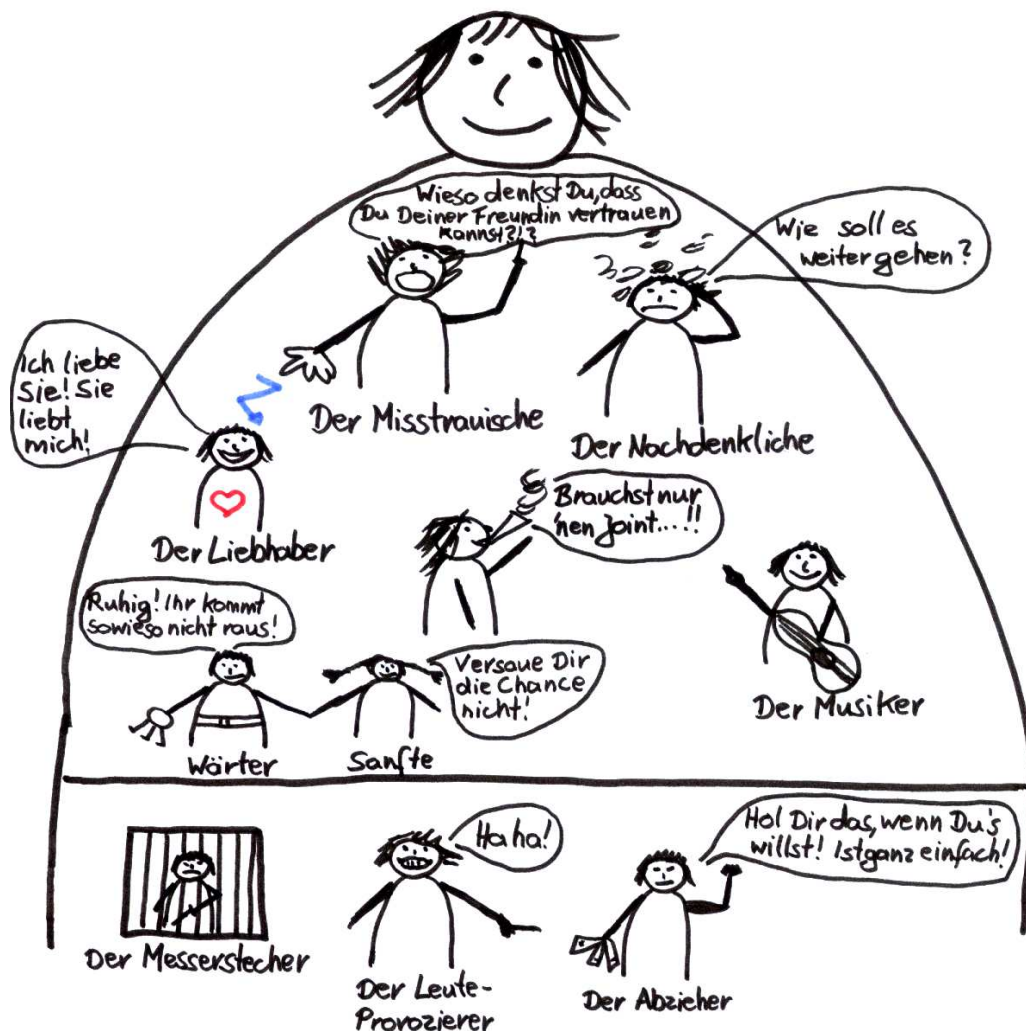 Wieso denkst Du, dass
Du Deiner Freundin vertrauen
kannst?!?
Wie soll es
weitergehen?
Ich liebe
Sie! Sie
liebt
mich!
Der Misstrauische
Der Nachdenkliche
Der Liebhaber
Brauchst nur
'nen Joint...!!
Ruhig! Ihr kommt
sowieso nicht raus!
Versaue Dir
die Chance
nicht!
Der Musiker
Wärter
Sanfte
Ha ha!
Hol Dir das, wenn Du's
willst! Ist ganz einfach!
Der Messerstecher
Der Leute-
Provozierer
Der Abzieher